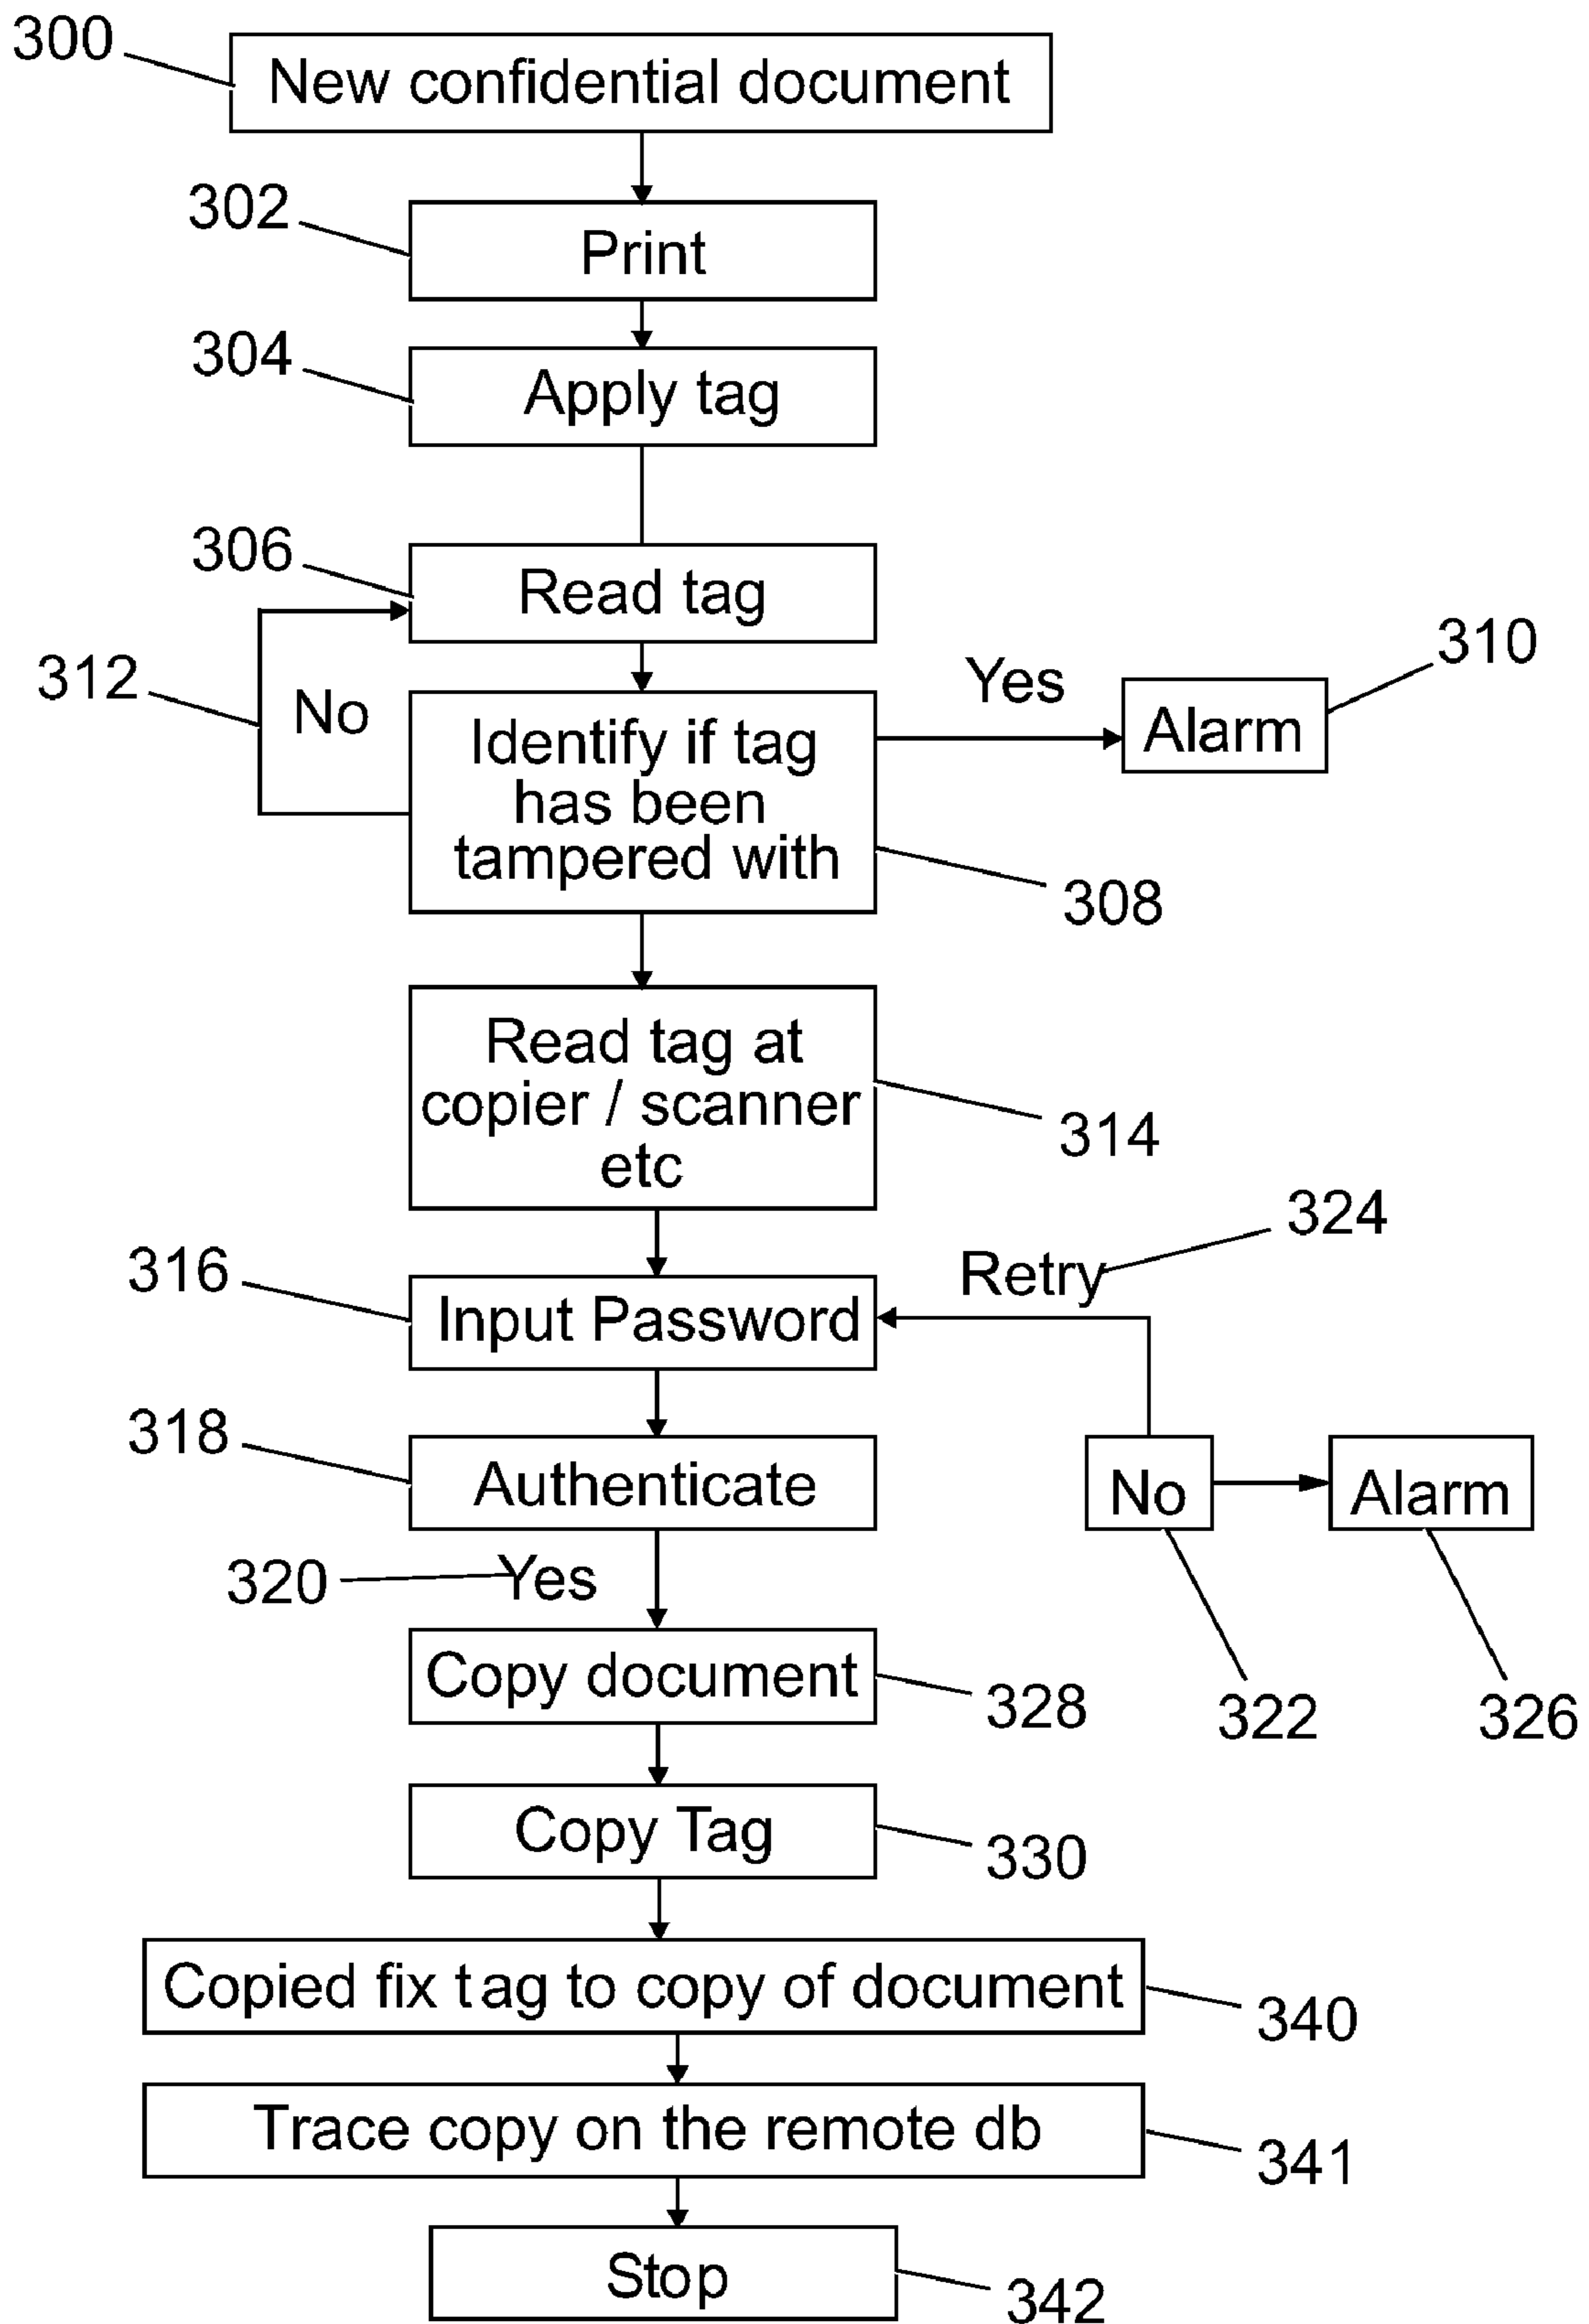 300
New confidential document
302
Print
304
Apply tag
306
Read tag
312
No
Yes
310
Alarm
Identify if tag
has been
tampered with
308
Read tag at
copier / scanner
etc
314
324
316
Retry
Input Password
318
Authenticate
No
Alarm
320
Yes
Copy document
328
322
326
Copy Tag
330
Copied fix tag to copy of document
340
Trace copy on the remote db
341
Stop
342